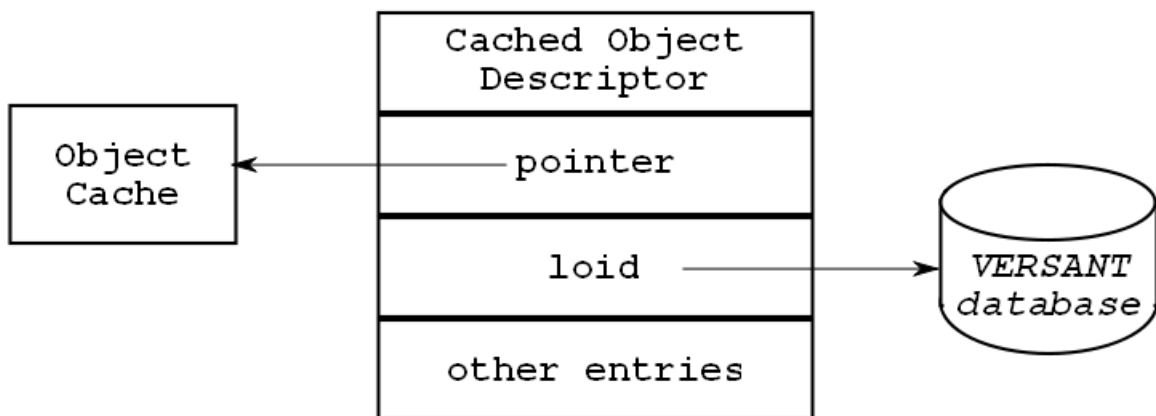 Cached Object
Descriptor
Object
Cache
pointer
loid
VERSANT
database
other entries